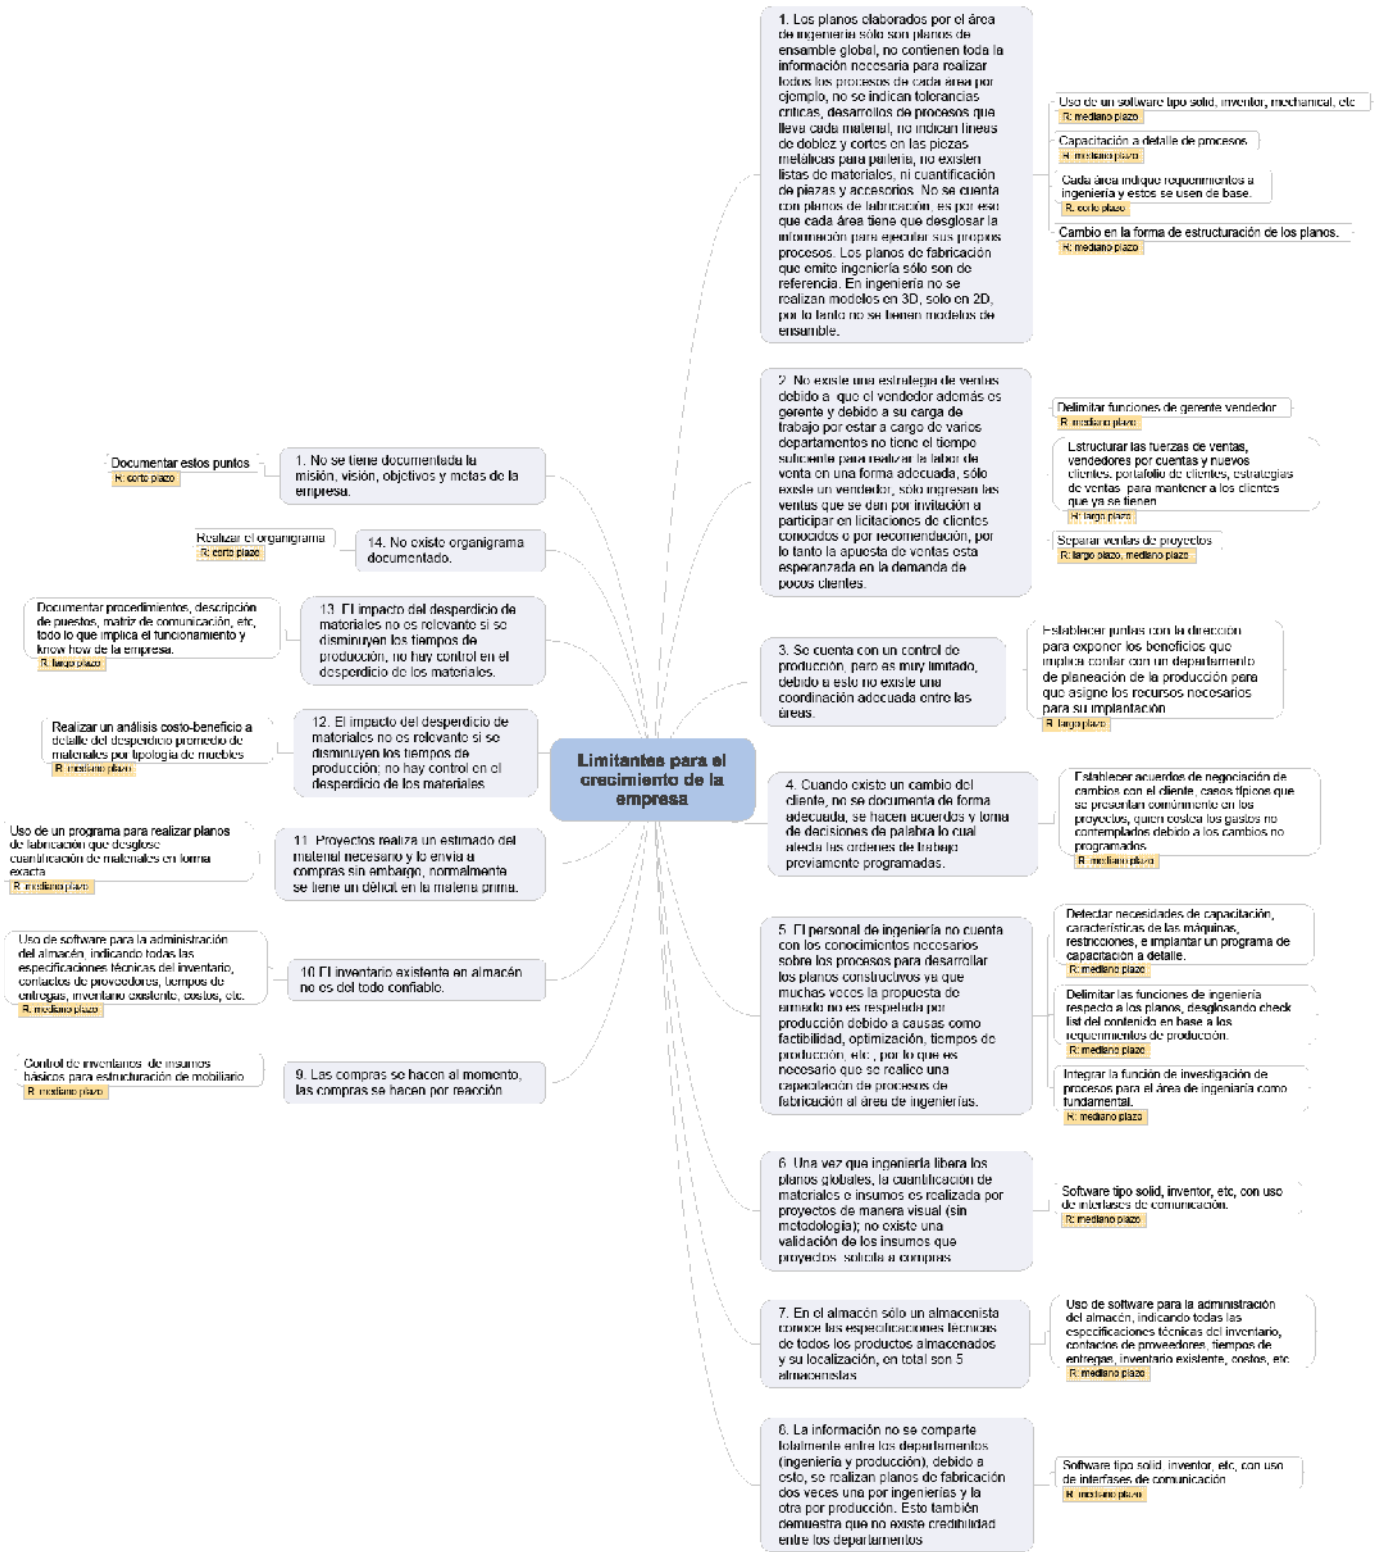 1. Los planos elaborados por el área
de ingeniería sólo son planos de
ensamble global, no contienen toda la
información necesaria para realizar
todos los procesos de cada área por
ejemplo, no se indican tolerancias
críticas, desarrollos de procesos que
lleva cada material, no indican líneas
de doblez y cortes en las piezas
metálicas para pailería, no existen
listas de materiales, ni cuantificación
de piezas y accesorios. No se cuenta
con planos de fabricación, es por eso
que cada área tiene que desglosar la
información para ejecutar sus propios
procesos. Los planos de fabricación
que emite ingeniería sólo son de
referencia. En ingeniería no se
realizan modelos en 3D, solo en 2D,
por lo tanto no se tienen modelos de
ensamble.
Uso de un software tipo solid, inventor, mechanical, etc
R: mediano plazo
Capacitación a detalle de procesos
R: mediano plazo
Cada área indique requerimientos a
ingeniería y estos se usen de base.
R: corto plazo
Cambio en la forma de estructuración de los planos.
R: mediano plazo
2. No existe una estrategia de ventas
debido a que el vendedor además es
gerente y debido a su carga de
trabajo por estar a cargo de varios
departamentos no tiene el tiempo
suficiente para realizar la labor de
venta en una forma adecuada, sólo
existe un vendedor, sólo ingresan las
ventas que se dan por invitación a
participar en licitaciones de clientes
conocidos o por recomendación, por
lo tanto la apuesta de ventas esta
esperanzada en la demanda de
pocos clientes.
Delimitar funciones de gerente vendedor
R: mediano plazo
Estructurar las fuerzas de ventas,
vendedores por cuentas y nuevos
clientes, portafolio de clientes, estrategias
de ventas para mantener a los clientes
que ya se tienen
R: largo plazo
Separar ventas de proyectos
R: largo plazo, mediano plazo
3. Se cuenta con un control de
producción, pero es muy limitado,
debido a esto no existe una
coordinación adecuada entre las
áreas.
Establecer juntas con la dirección
para exponer los beneficios que
implica contar con un departamento
de planeación de la producción para
que asigne los recursos necesarios
para su implantación
R: largo plazo
4. Cuando existe un cambio del
cliente, no se documenta de forma
adecuada, se hacen acuerdos y toma
de decisiones de palabra lo cual
afecta las ordenes de trabajo
previamente programadas.
Establecer acuerdos de negociación de
cambios con el cliente, casos típicos que
se presentan comúnmente en los
proyectos, quien costea los gastos no
contemplados debido a los cambios no
programados
R: mediano plazo
5. El personal de ingeniería no cuenta
con los conocimientos necesarios
sobre los procesos para desarrollar
los planos constructivos ya que
muchas veces la propuesta de
armado no es respetada por
producción debido a causas como
factibilidad, optimización, tiempos de
producción, etc., por lo que es
necesario que se realice una
capacitación de procesos de
fabricación al área de ingenierías.
Detectar necesidades de capacitación,
características de las máquinas,
restricciones, e implantar un programa de
capacitación a detalle.
R: mediano plazo
Delimitar las funciones de ingeniería
respecto a los planos, desglosando check
list del contenido en base a los
requerimientos de producción.
R: mediano plazo
Integrar la función de investigación de
procesos para el área de ingeniaría como
fundamental.
R: mediano plazo
6. Una vez que ingeniería libera los
planos globales, la cuantificación de
materiales e insumos es realizada por
proyectos de manera visual (sin
metodología); no existe una
validación de los insumos que
proyectos solicita a compras
Software tipo solid, inventor, etc, con uso
de interfases de comunicación.
R: mediano plazo
7. En el almacén sólo un almacenista
conoce las especificaciones técnicas
de todos los productos almacenados
y su localización, en total son 5
almacenistas
Uso de software para la administración
del almacén, indicando todas las
especificaciones técnicas del inventario,
contactos de proveedores, tiempos de
entregas, inventario existente, costos, etc
R: mediano plazo
8. La información no se comparte
totalmente entre los departamentos
(ingeniería y producción), debido a
esto, se realizan planos de fabricación
dos veces una por ingenierías y la
otra por producción. Esto también
demuestra que no existe credibilidad
entre los departamentos
Software tipo solid, inventor, etc, con uso
de interfases de comunicación
R: mediano plazo
Limitantes para el
crecimiento de la
empresa
1. No se tiene documentada la
misión, visión, objetivos y metas de la
empresa.
Documentar estos puntos
R: corto plazo
14. No existe organigrama
documentado.
Realizar el organigrama
R: corto plazo
13. El impacto del desperdicio de
materiales no es relevante si se
disminuyen los tiempos de
producción, no hay control en el
desperdicio de los materiales.
Documentar procedimientos, descripción
de puestos, matriz de comunicación, etc,
todo lo que implica el funcionamiento y
know how de la empresa.
R: largo plazo
12. El impacto del desperdicio de
materiales no es relevante si se
disminuyen los tiempos de
producción; no hay control en el
desperdicio de los materiales
Realizar un análisis costo-beneficio a
detalle del desperdicio promedio de
materiales por tipología de muebles
R: mediano plazo
11. Proyectos realiza un estimado del
material necesario y lo envía a
compras sin embargo, normalmente
se tiene un déficit en la materia prima.
Uso de un programa para realizar planos
de fabricación que desglose
cuantificación de materiales en forma
exacta
R: mediano plazo
10 El inventario existente en almacén
no es del todo confiable.
Uso de software para la administración
del almacén, indicando todas las
especificaciones técnicas del inventario,
contactos de proveedores, tiempos de
entregas, inventario existente, costos, etc.
R: mediano plazo
9. Las compras se hacen al momento,
las compras se hacen por reacción
Control de inventarios de insumos
básicos para estructuración de mobiliario
R: mediano plazo